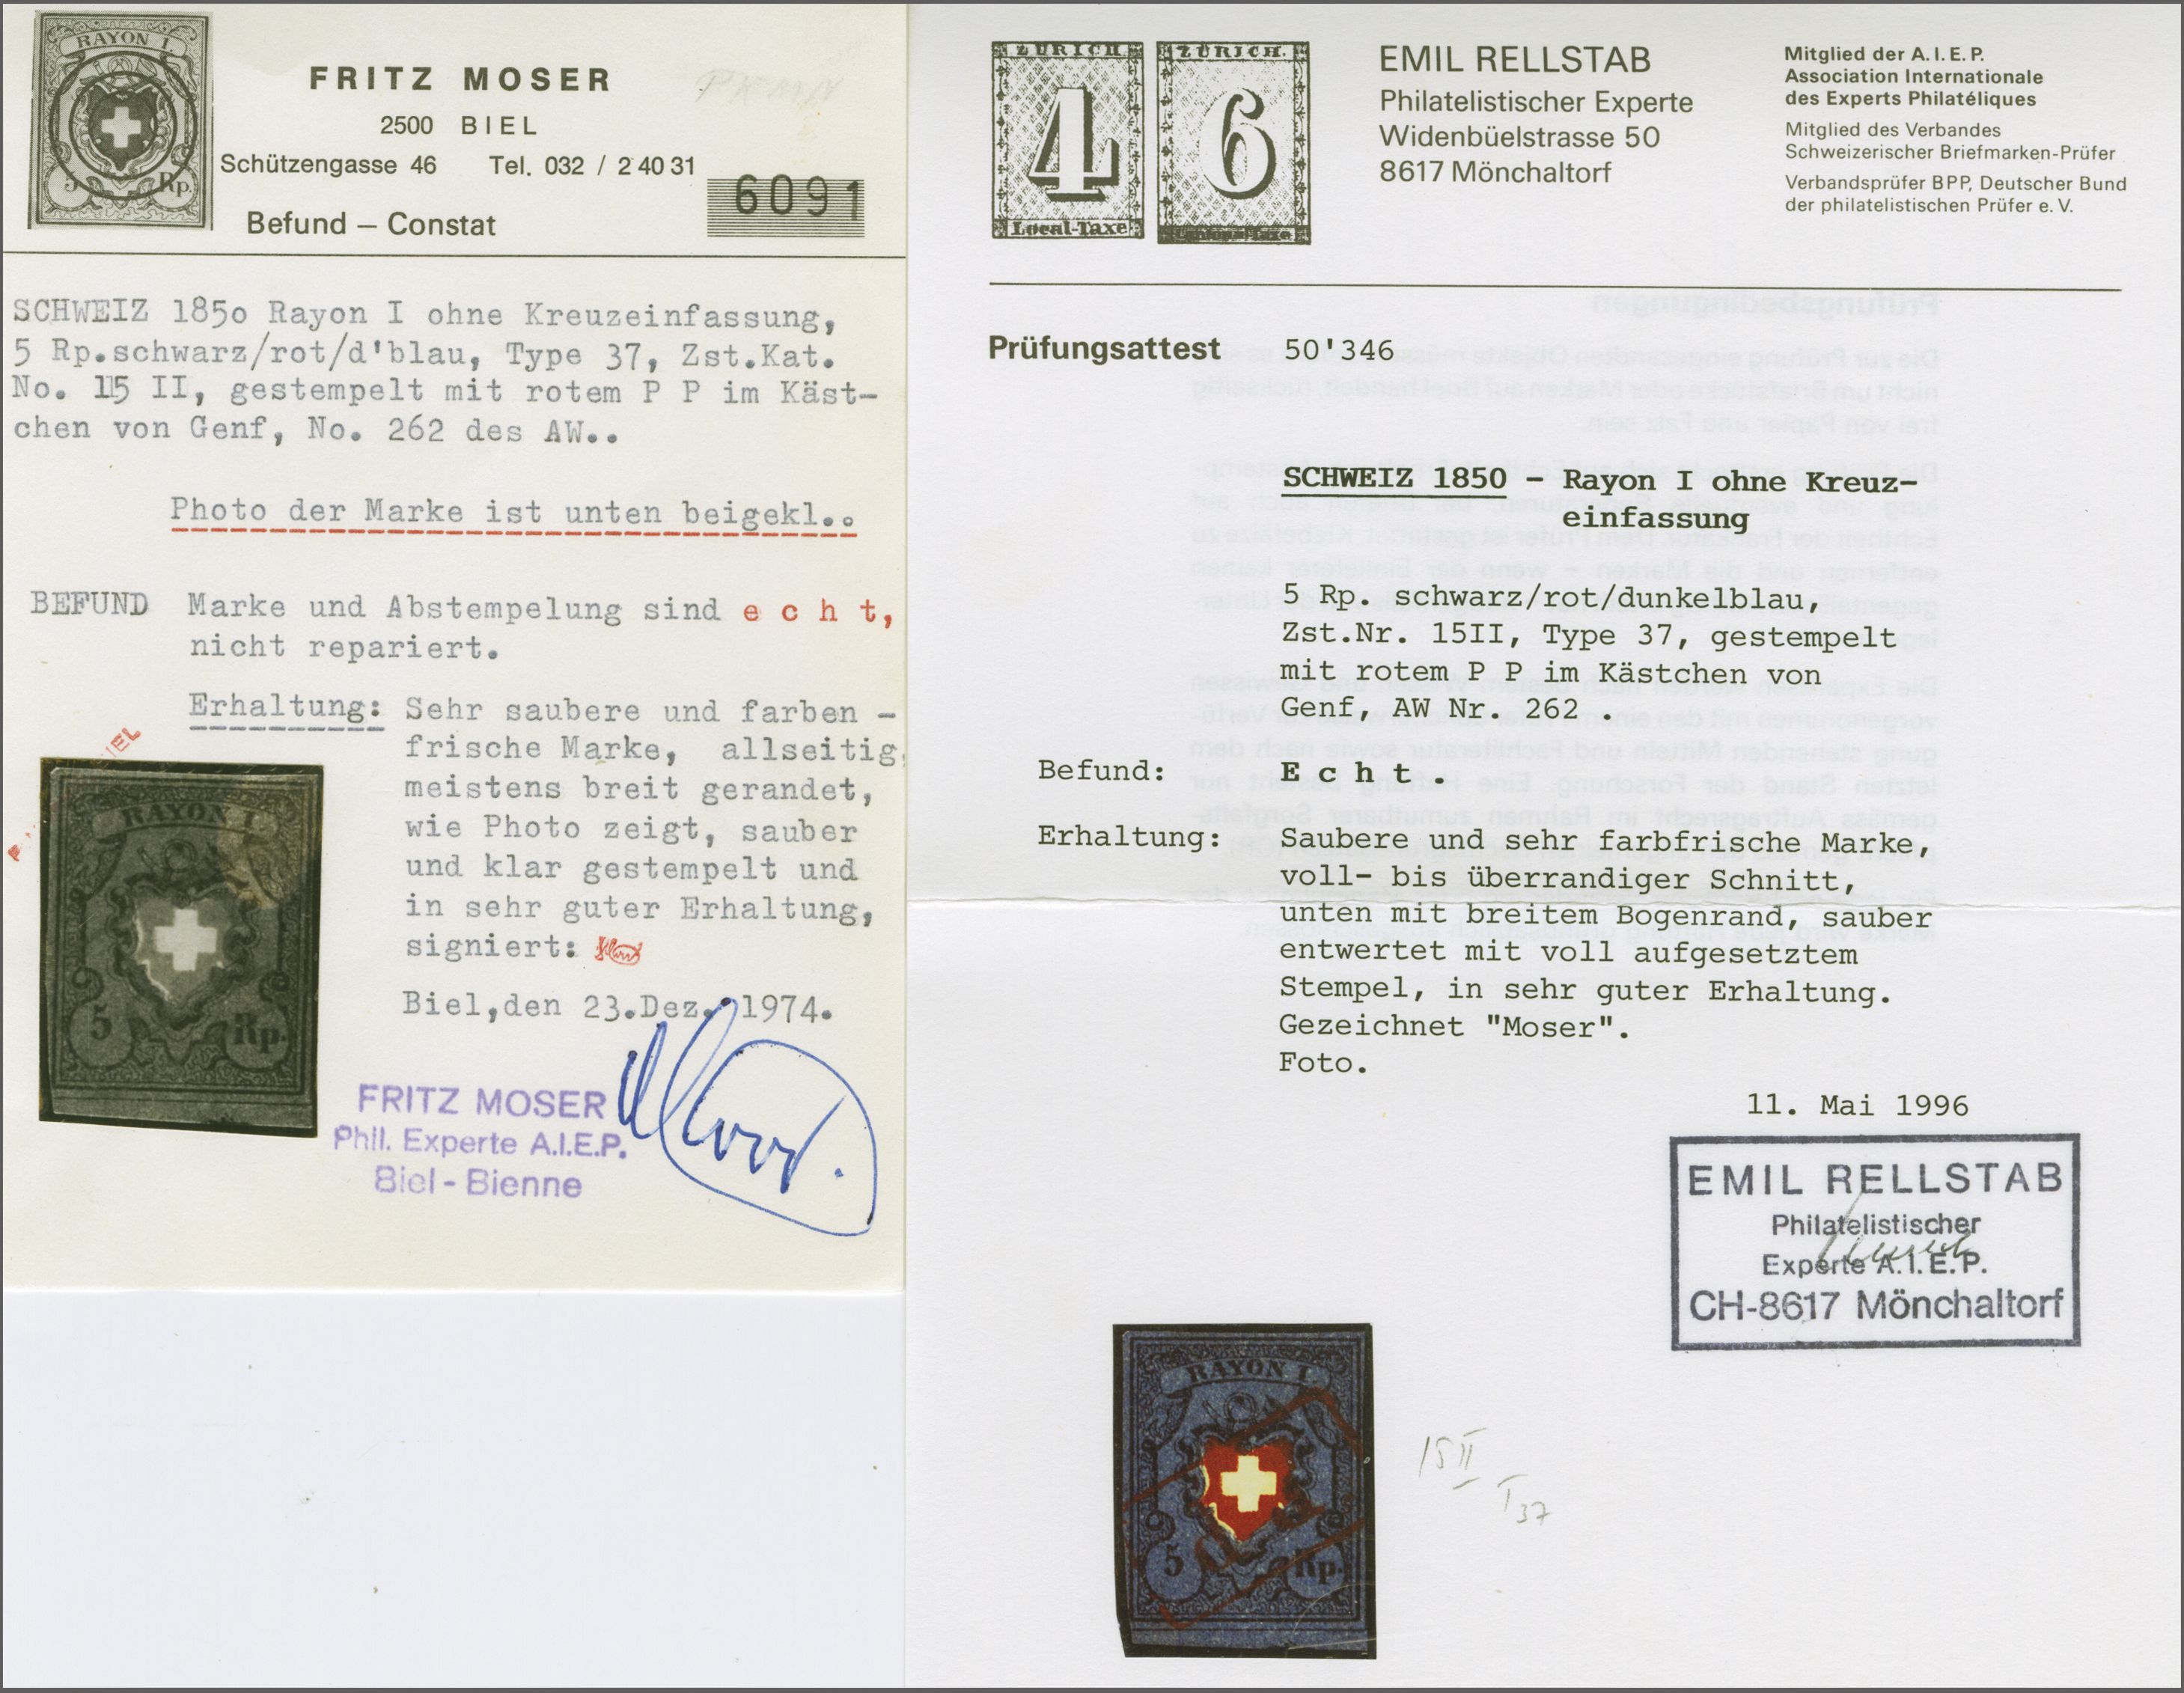 RAYON I.
5 Rp.
FRITZ MOSER
2500 BIEL
Schützengasse 46 Tel. 032 / 2 40 31
6091
Befund – Constat
SCHWEIZ 185o Rayon I ohne Kreuzeinfassung,
5 Rp.schwarz/rot/d'blau, Type 37, Zst.Kat.
No. 15 II, gestempelt mit rotem P P im Käst-
chen von Genf, No. 262 des AW..
Photo der Marke ist unten beigekl..
BEFUND Marke und Abstempelung sind e c h t,
nicht repariert.
Erhaltung: Sehr saubere und farben -
frische Marke, allseitig
meistens breit gerandet,
wie Photo zeigt, sauber
und klar gestempelt und
in sehr guter Erhaltung,
signiert:
Biel,den 23.Dez. 1974.
RAYON I.
5 Rp.
FRITZ MOSER
Phil. Experte A.I.E.P.
Biel - Bienne
ZÜRICH. ZÜRICH.
4 6
Local-Taxe
EMIL RELLSTAB
Philatelistischer Experte
Widenbüelstrasse 50
8617 Mönchaltorf
Mitglied der A.I.E.P.
Association Internationale
des Experts Philatéliques
Mitglied des Verbandes
Schweizerischer Briefmarken-Prüfer
Verbandsprüfer BPP, Deutscher Bund
der philatelistischen Prüfer e.V.
Prüfungsattest 50'346
SCHWEIZ 1850 – Rayon I ohne Kreuz-
einfassung
5 Rp. schwarz/rot/dunkelblau,
Zst.Nr. 15II, Type 37, gestempelt
mit rotem P P im Kästchen von
Genf, AW Nr. 262 .
Befund: E c h t .
Erhaltung: Saubere und sehr farbfrische Marke,
voll- bis überrandiger Schnitt,
unten mit breitem Bogenrand, sauber
entwertet mit voll aufgesetztem
Stempel, in sehr guter Erhaltung.
Gezeichnet "Moser".
Foto.
11. Mai 1996
EMIL RELLSTAB
Philatelistischer
Experte A.I.E.P.
CH-8617 Mönchaltorf
RAYON I.
5 Rp.
15 II
T 37